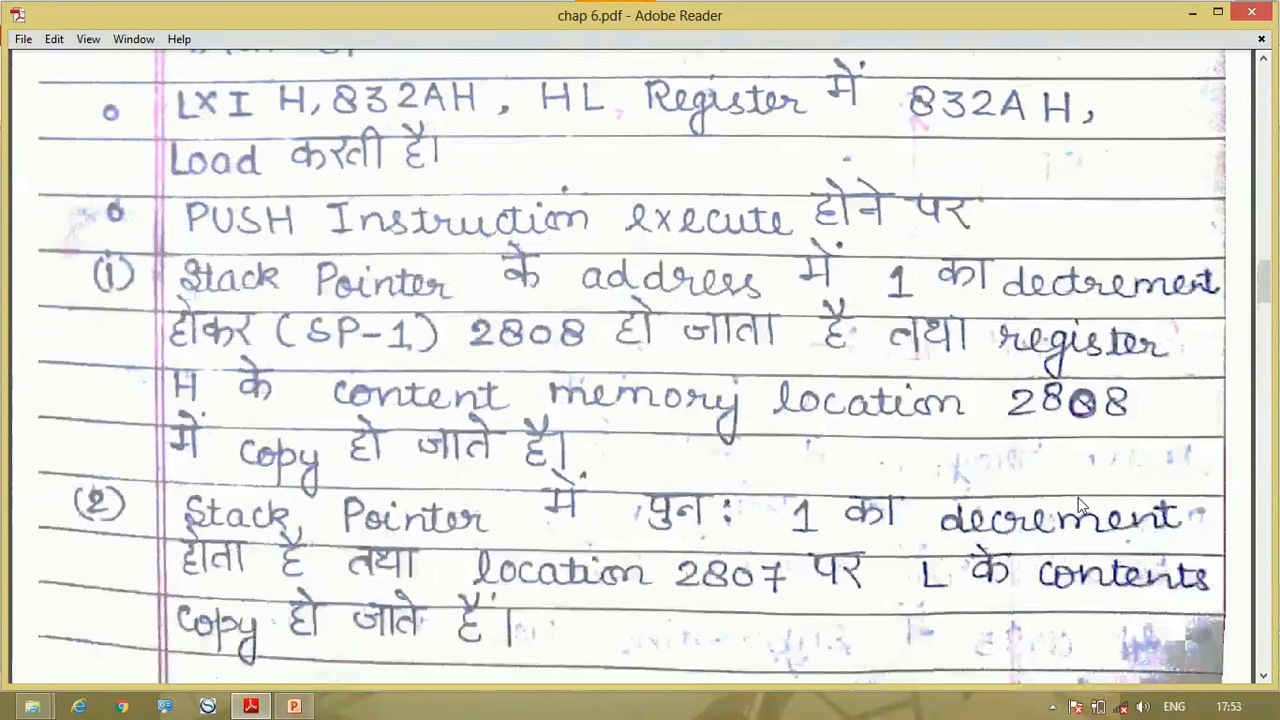 chap 6.pdf - Adobe Reader
File Edit View Window Help
LXI H, 832AH, HL Register में 832A H,
Load करती है।
PUSH Instruction execute होने पर
(1) Stack Pointer के address में 1 का dectrement
होकर (SP-1) 2808 हो जाता है तथा register
H के content memory location 2808
में copy हो जाते है।
(2) Stack Pointer में पुन: 1 का decrement
होता है तथा location 2807 पर L के contents
copy हो जाते हैं।
ENG 17:53